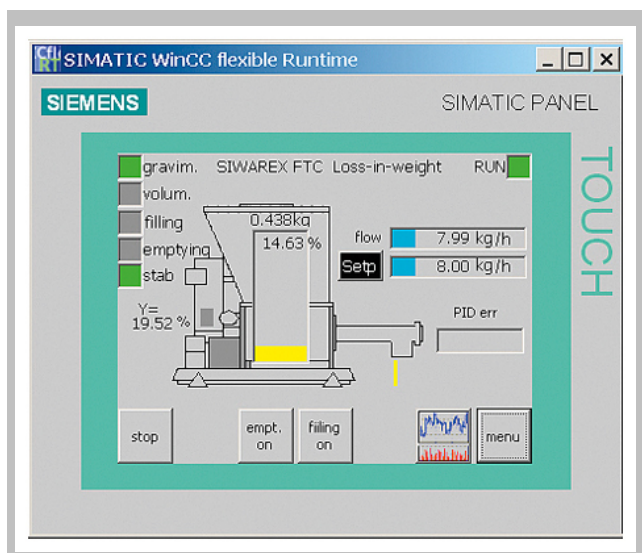 SIMATIC WinCC flexible Runtime
SIEMENS
SIMATIC PANEL
TOUCH
gravim.
SIWAREX FTC Loss-in-weight
RUN
volum.
filling
emptying
stab
0.438kg
14.63 %
flow
7.99 kg/h
Setp
8.00 kg/h
Y=
19.52 %
PID err
stop
empt.
on
fiiling
on
menu